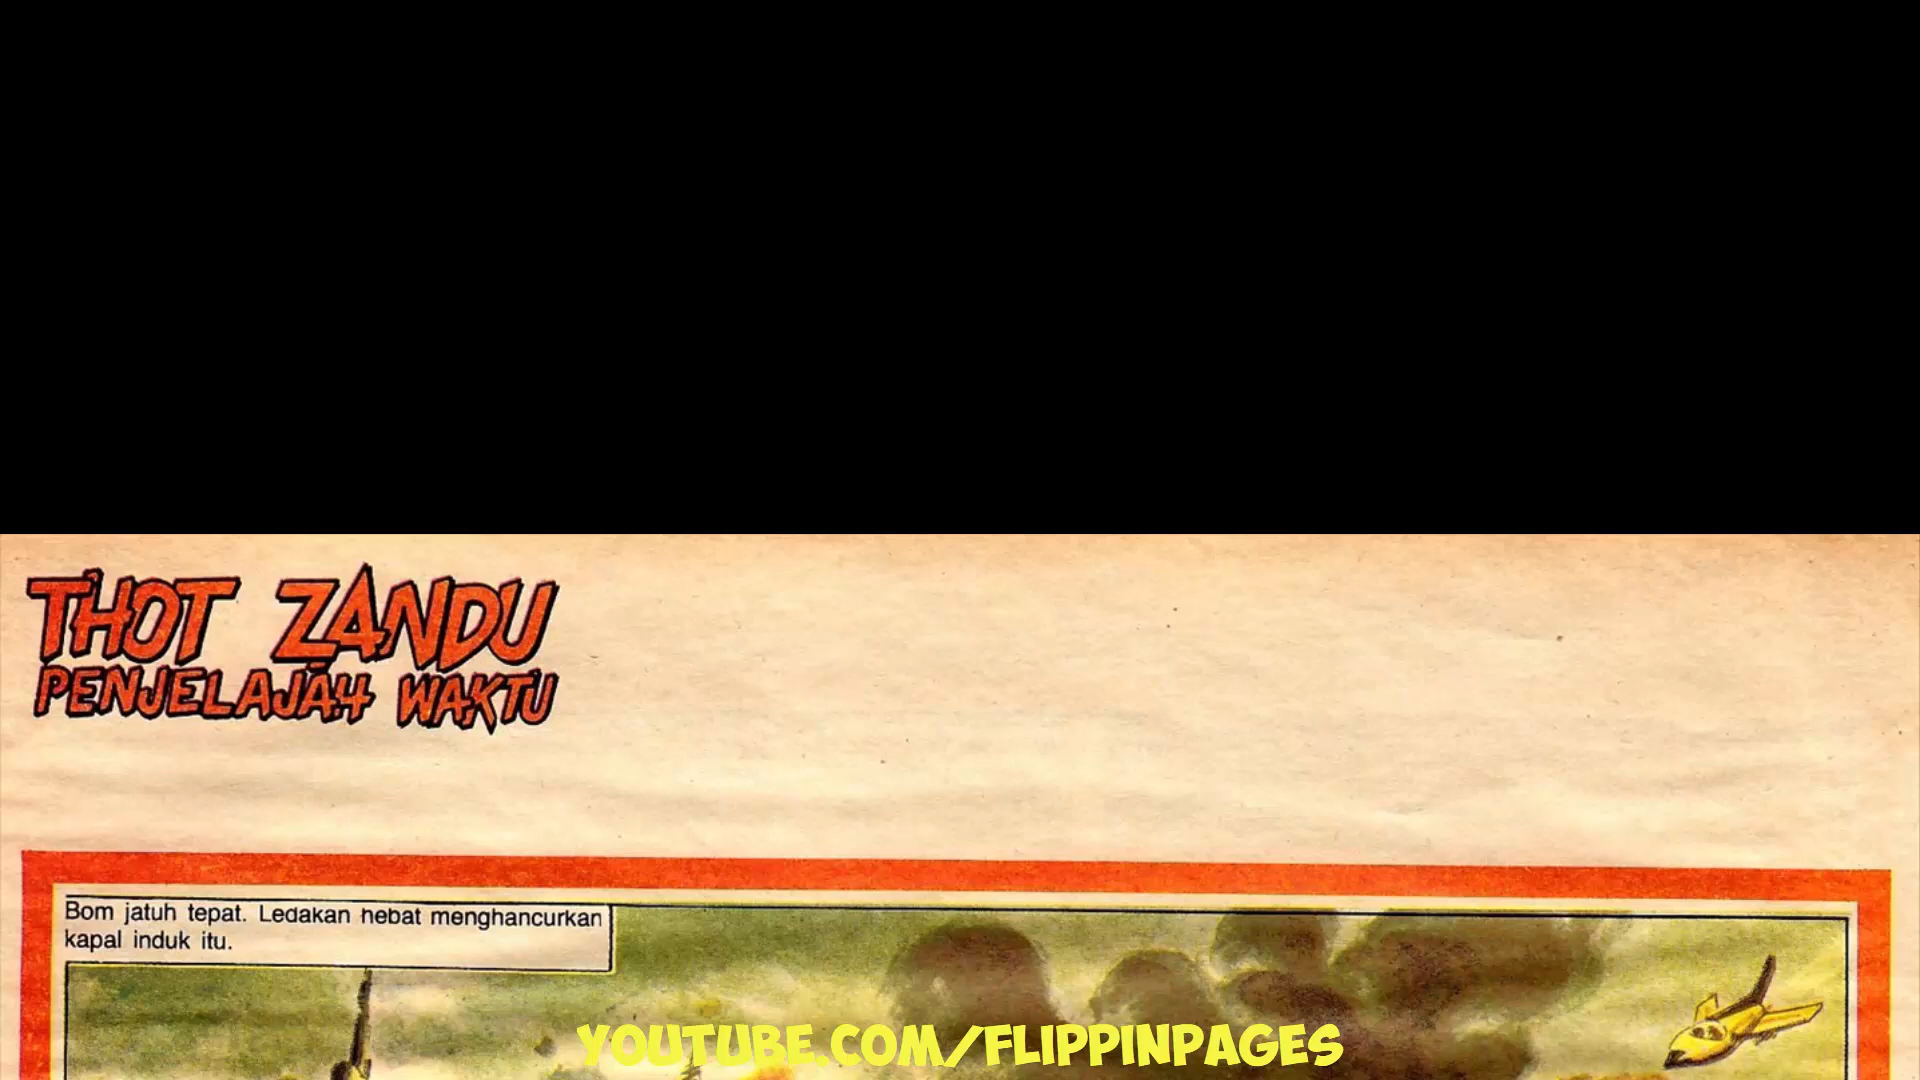 THOT ZANDU
PENJELAJAH WAKTU
Bom jatuh tepat. Ledakan hebat menghancurkan
kapal induk itu.
YOUTUBE.COM/FLIPPINPAGES